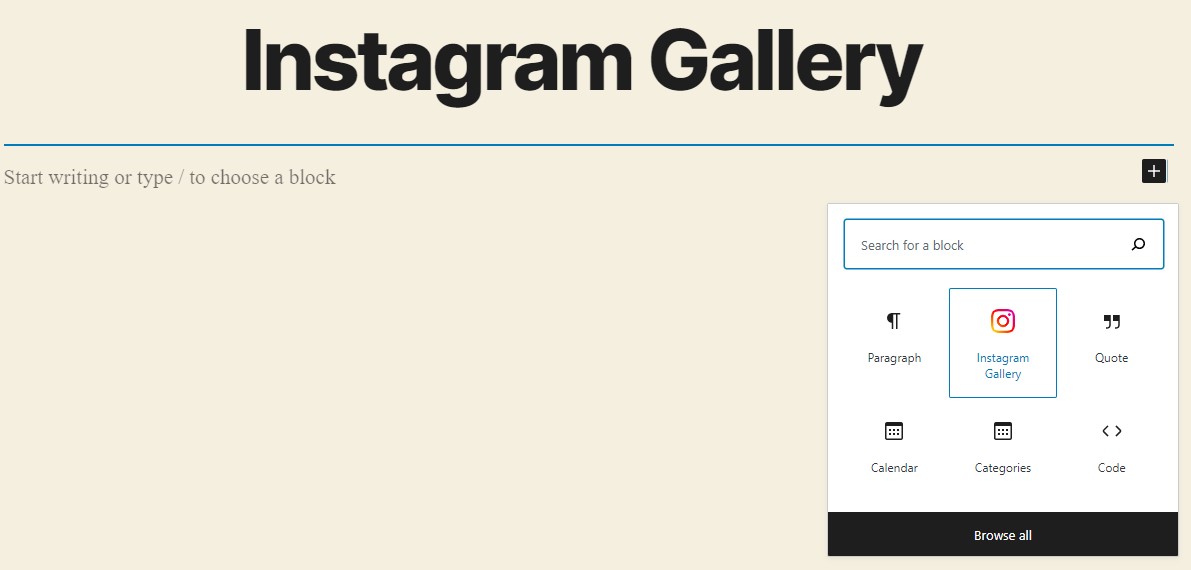 Instagram Gallery
Start writing or type / to choose a block
Search for a block
Paragraph
Instagram
Gallery
Quote
Calendar
Categories
Code
Browse all